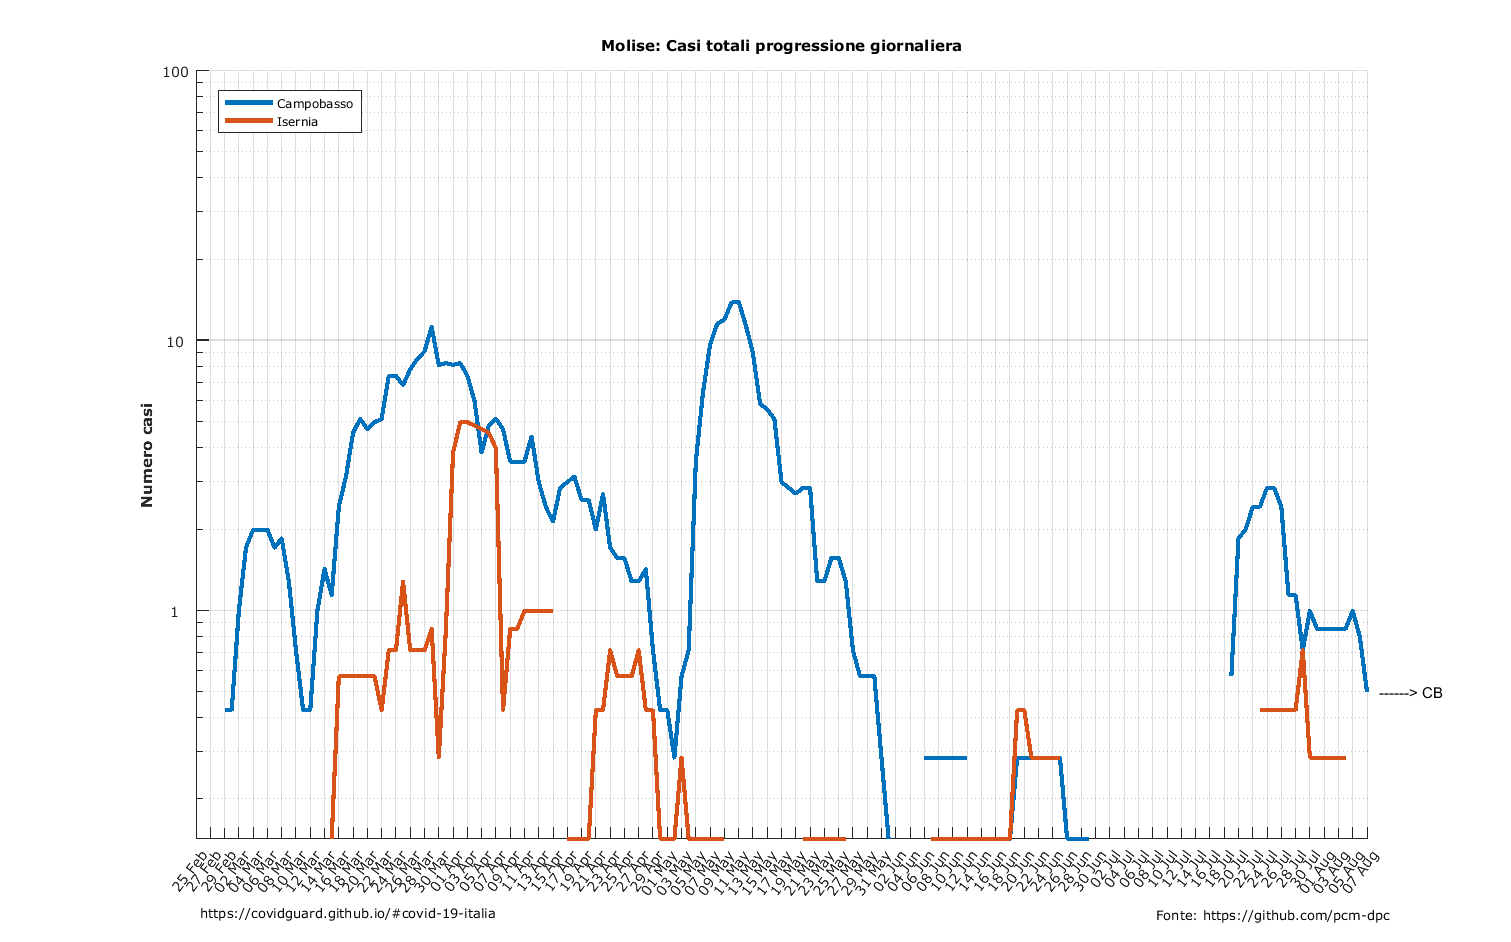 Molise: Casi totali progressione giornaliera
100
Campobasso
Isernia
10
Numero casi
1
------> CB
25 Feb
27 Feb
29 Feb
02 Mar
04 Mar
06 Mar
08 Mar
10 Mar
12 Mar
14 Mar
16 Mar
18 Mar
20 Mar
22 Mar
24 Mar
26 Mar
28 Mar
30 Mar
01 Apr
03 Apr
05 Apr
07 Apr
09 Apr
11 Apr
13 Apr
15 Apr
17 Apr
19 Apr
21 Apr
23 Apr
25 Apr
27 Apr
29 Apr
01 May
03 May
05 May
07 May
09 May
11 May
13 May
15 May
17 May
19 May
21 May
23 May
25 May
27 May
29 May
31 May
02 Jun
04 Jun
06 Jun
08 Jun
10 Jun
12 Jun
14 Jun
16 Jun
18 Jun
20 Jun
22 Jun
24 Jun
26 Jun
28 Jun
30 Jun
02 Jul
04 Jul
06 Jul
08 Jul
10 Jul
12 Jul
14 Jul
16 Jul
18 Jul
20 Jul
22 Jul
24 Jul
26 Jul
28 Jul
30 Jul
01 Aug
03 Aug
05 Aug
07 Aug
https://covidguard.github.io/#covid-19-italia
Fonte: https://github.com/pcm-dpc